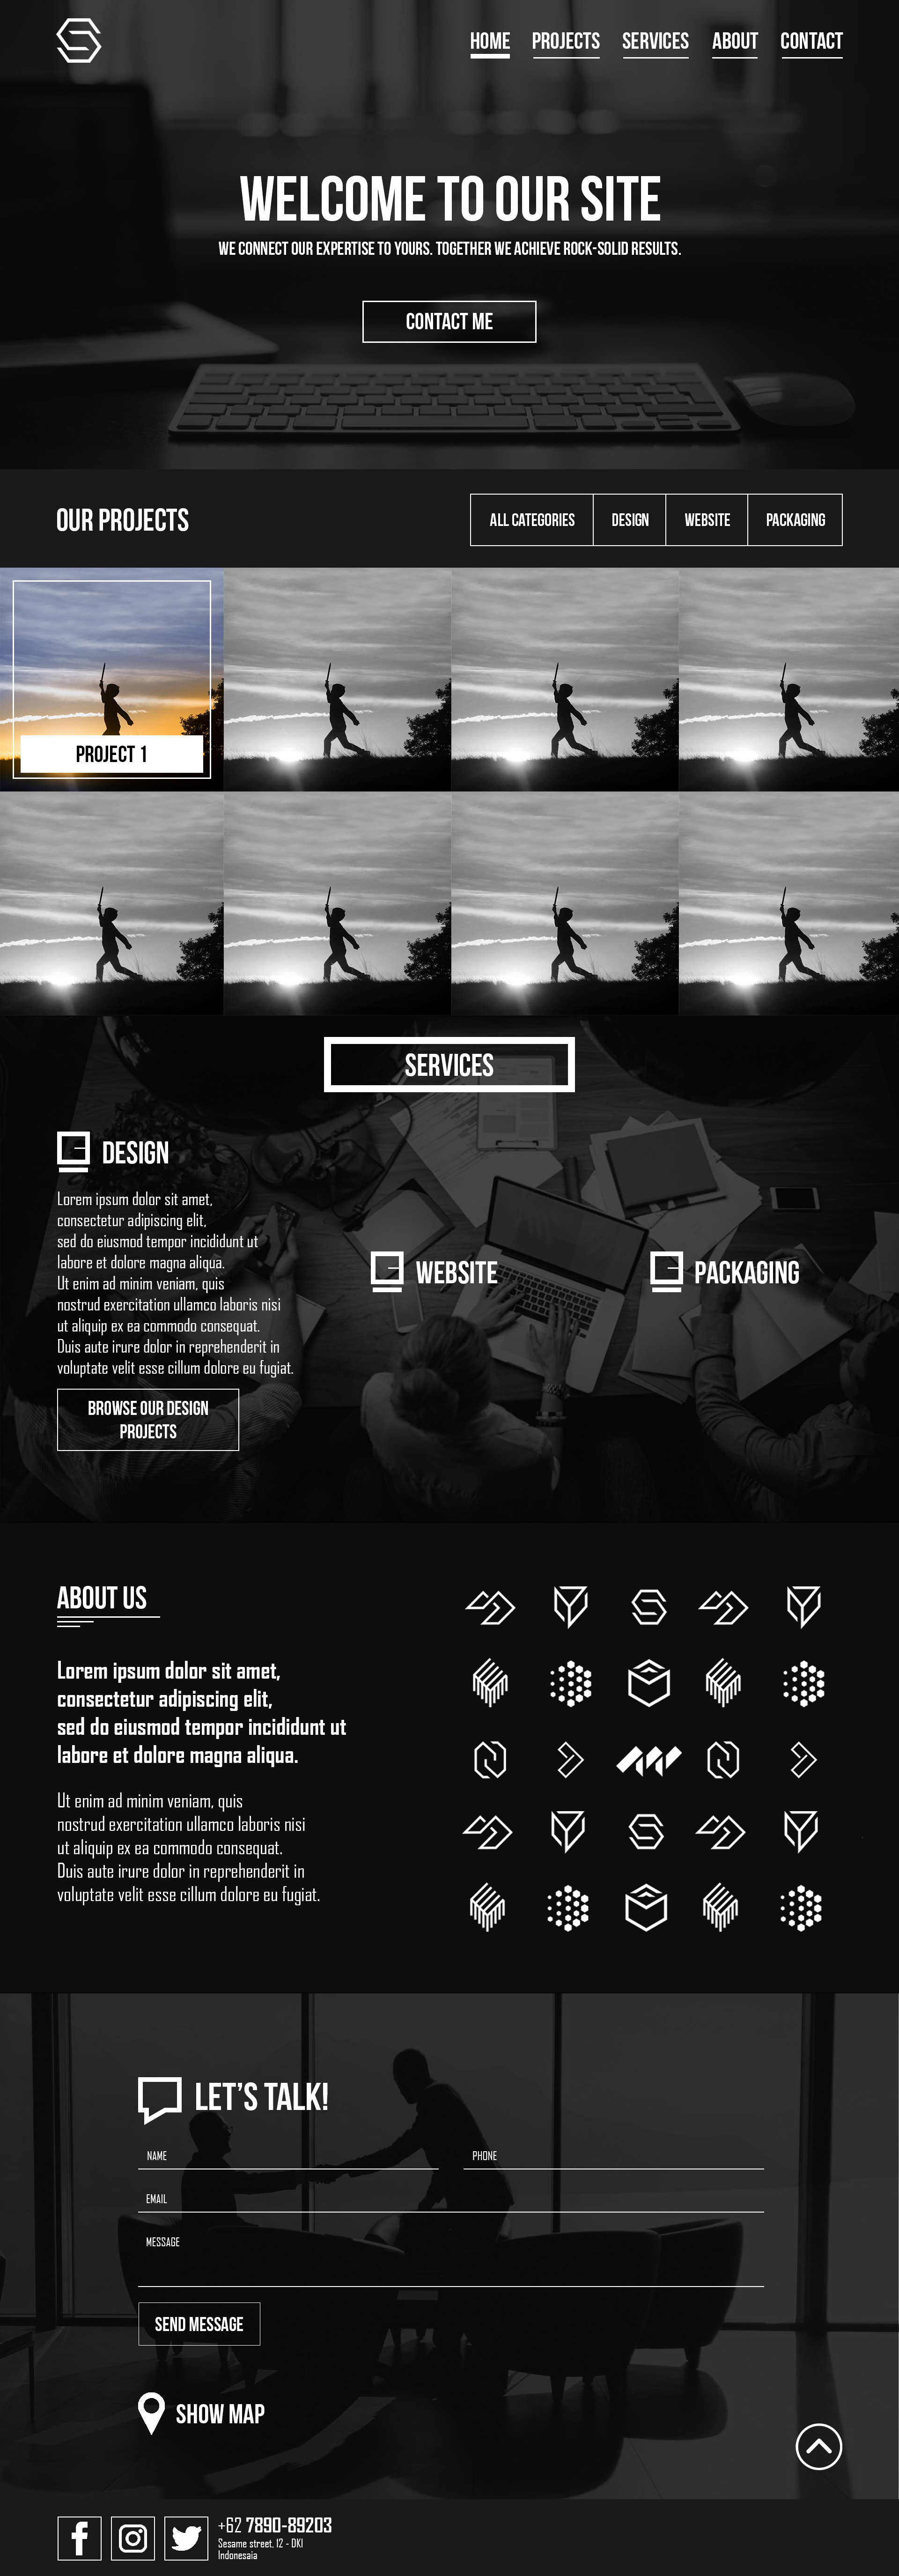 HOME PROJECTS SERVICES ABOUT CONTACT
WELCOME TO OUR SITE
WE CONNECT OUR EXPERTISE TO YOURS. TOGETHER WE ACHIEVE ROCK-SOLID RESULTS.
CONTACT ME
OUR PROJECTS
ALL CATEGORIES DESIGN WEBSITE PACKAGING
PROJECT 1
SERVICES
DESIGN
Lorem ipsum dolor sit amet,
consectetur adipiscing elit,
sed do eiusmod tempor incididunt ut
labore et dolore magna aliqua.
Ut enim ad minim veniam, quis
nostrud exercitation ullamco laboris nisi
ut aliquip ex ea commodo consequat.
Duis aute irure dolor in reprehenderit in
voluptate velit esse cillum dolore eu fugiat.
BROWSE OUR DESIGN
PROJECTS
WEBSITE
PACKAGING
ABOUT US
Lorem ipsum dolor sit amet,
consectetur adipiscing elit,
sed do eiusmod tempor incididunt ut
labore et dolore magna aliqua.
Ut enim ad minim veniam, quis
nostrud exercitation ullamco laboris nisi
ut aliquip ex ea commodo consequat.
Duis aute irure dolor in reprehenderit in
voluptate velit esse cillum dolore eu fugiat.
LET'S TALK!
NAME PHONE
EMAIL
MESSAGE
SEND MESSAGE
SHOW MAP
+62 7890-89203
Sesame street, 12 - DKI
Indonesaia